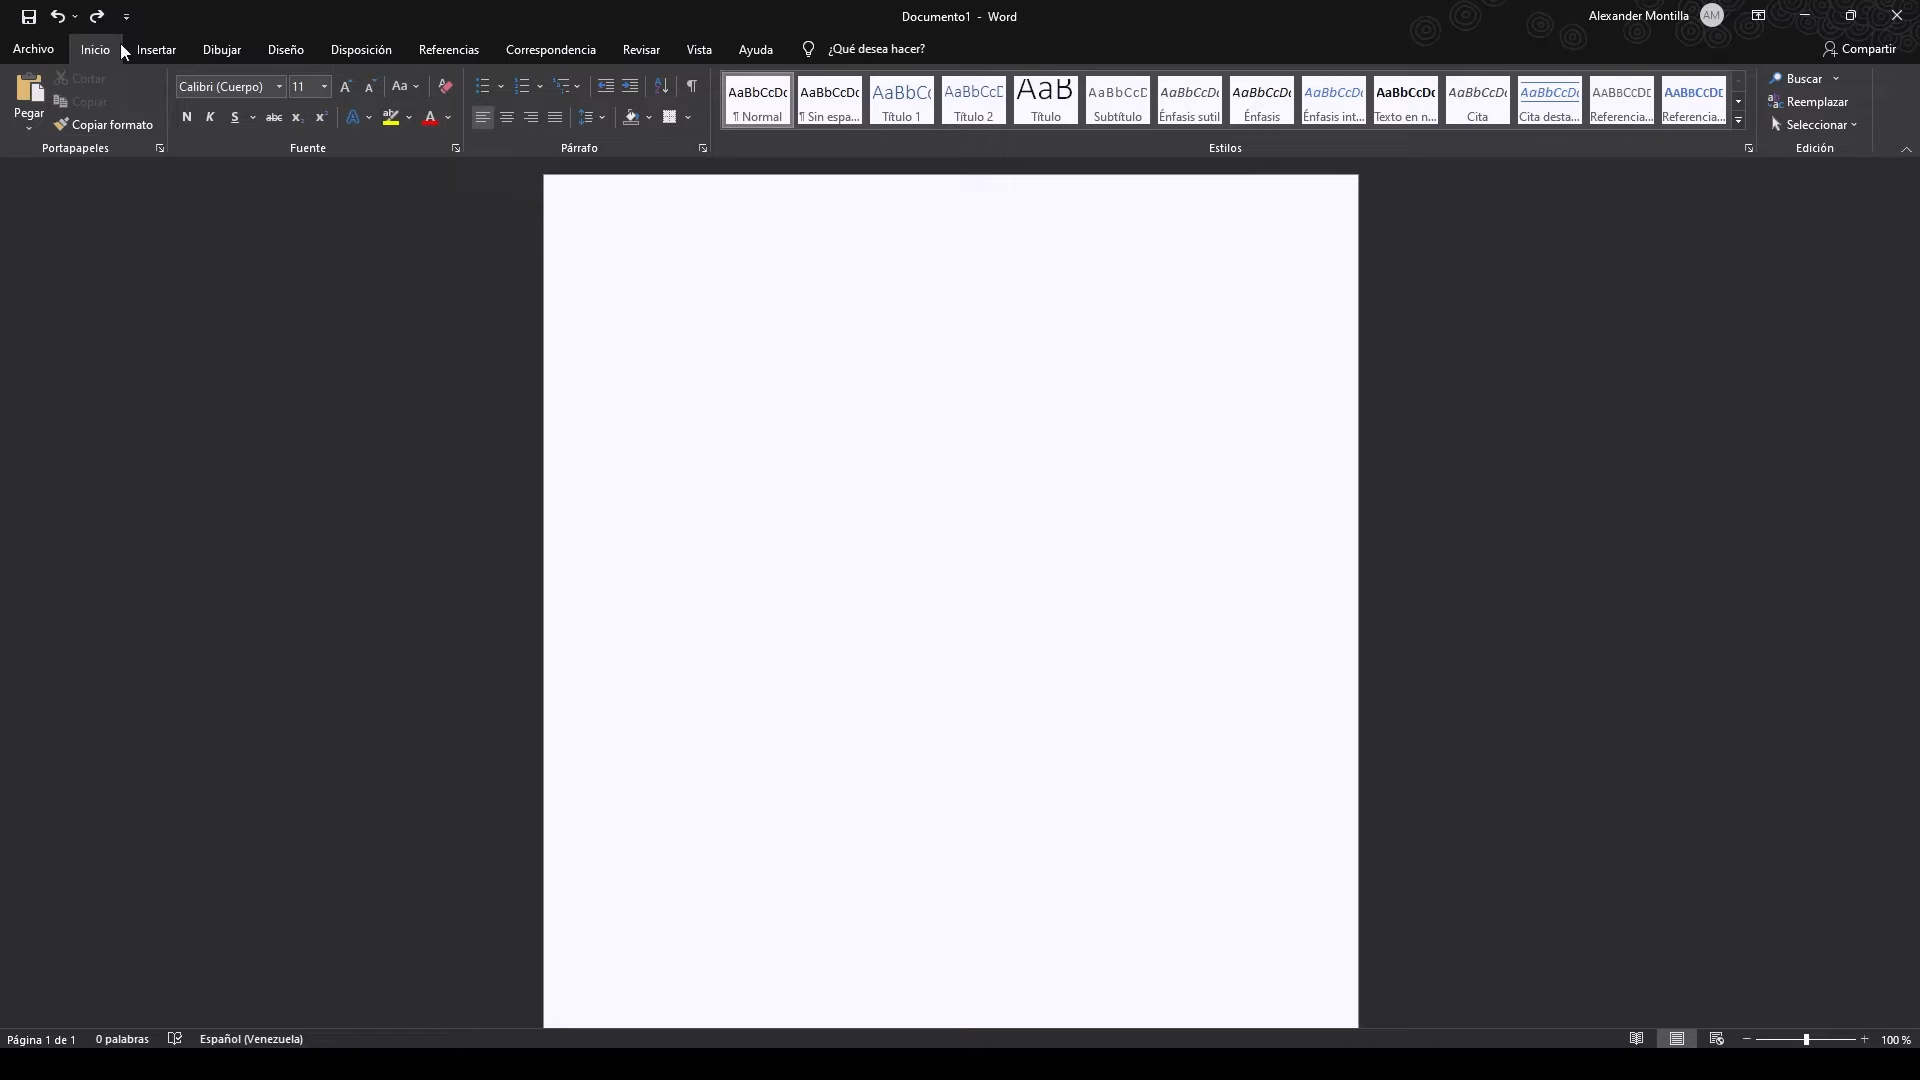 Documento1 - Word
Alexander Montilla AM
Archivo Inicio Insertar Dibujar Diseño Disposición Referencias Correspondencia Revisar Vista Ayuda ¿Qué desea hacer? Compartir
Pegar
Cortar
Copiar
Copiar formato
Portapapeles
Calibri (Cuerpo) 11 Aa
N K S abc x x A A
Fuente
Párrafo
AaBbCcDc AaBbCcDc AaBbC( AaBbCcD AaB AaBbCcD AaBbCcDc AaBbCcDc AaBbCcDc AaBbCcDc AaBbCcDc AaBbCcDc AABBCCDE AABBCCDE
¶ Normal ¶ Sin espa... Título 1 Título 2 Título Subtítulo Énfasis sutil Énfasis Énfasis int... Texto en n... Cita Cita desta... Referencia... Referencia...
Estilos
Buscar
Reemplazar
Seleccionar
Edición
Página 1 de 1 0 palabras Español (Venezuela) 100 %